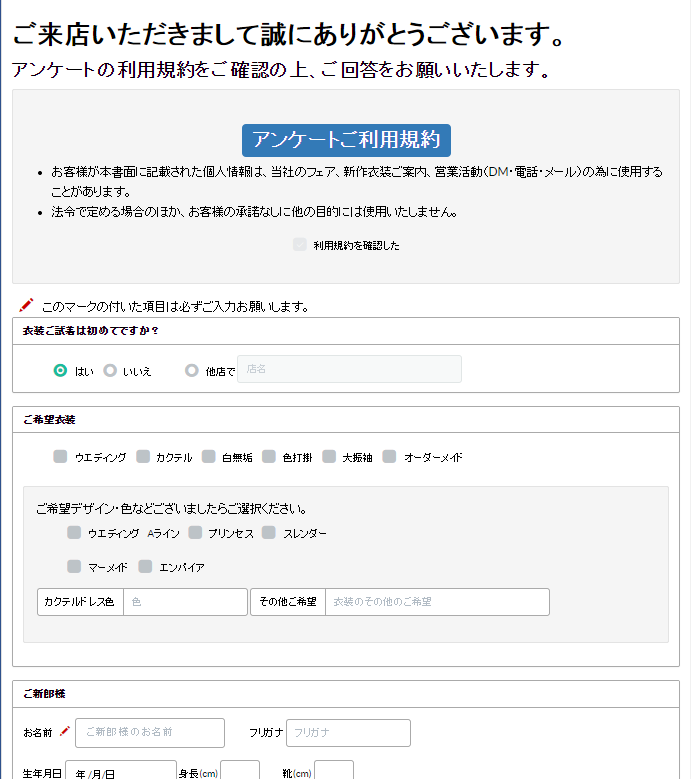 ご来店いただきまして誠にありがとうございます。
アンケートの利用規約をご確認の上、ご回答をお願いいたします。
アンケートご利用規約
• お客様が本書面に記載された個人情報は、当社のフェア、新作衣装ご案内、営業活動(DM・電話・メール)の為に使用する
ことがあります。
• 法令で定める場合のほか、お客様の承諾なしに他の目的には使用いたしません。
利用規約を確認した
このマークの付いた項目は必ずご入力お願いします。
衣装ご試着は初めてですか?
はい いいえ 他店で 店名
ご希望衣装
ウエディング カクテル 白無垢 色打掛 大振袖 オーダーメイド
ご希望デザイン・色などございましたらご選択ください。
ウエディング Aライン プリンセス スレンダー
マーメイド エンパイア
カクテルドレス色 色 その他ご希望 衣装のその他のご希望
ご新郎様
お名前 ご新郎様のお名前 フリガナ フリガナ
生年月日 年/月/日 身長(cm) 靴(cm)